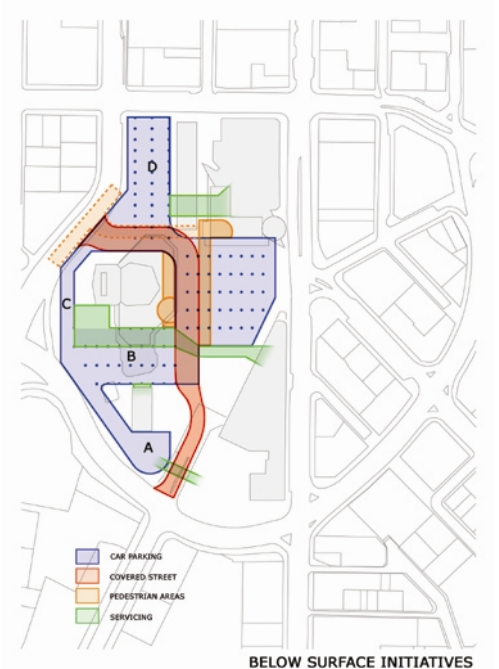 D
C
B
A
CAR PARKING
COVERED STREET
PEDESTRIAN AREAS
SERVICING
BELOW SURFACE INITIATIVES